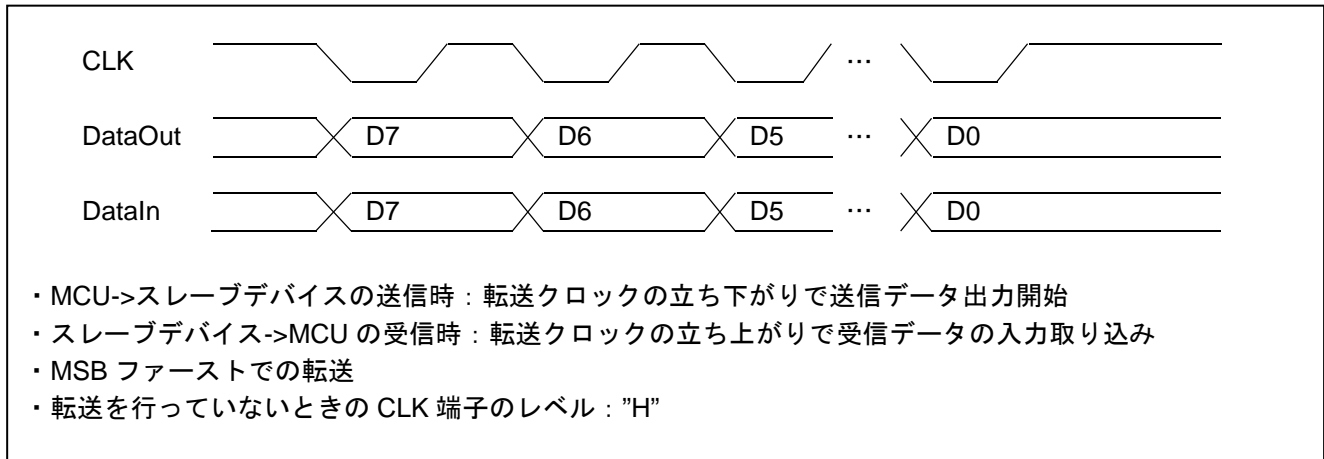 CLK …
DataOut D7 D6 D5 … D0
DataIn D7 D6 D5 … D0
・MCU->スレーブデバイスの送信時：転送クロックの立ち下がりで送信データ出力開始
・スレーブデバイス->MCU の受信時：転送クロックの立ち上がりで受信データの入力取り込み
・MSB ファーストでの転送
・転送を行っていないときの CLK 端子のレベル：”H”